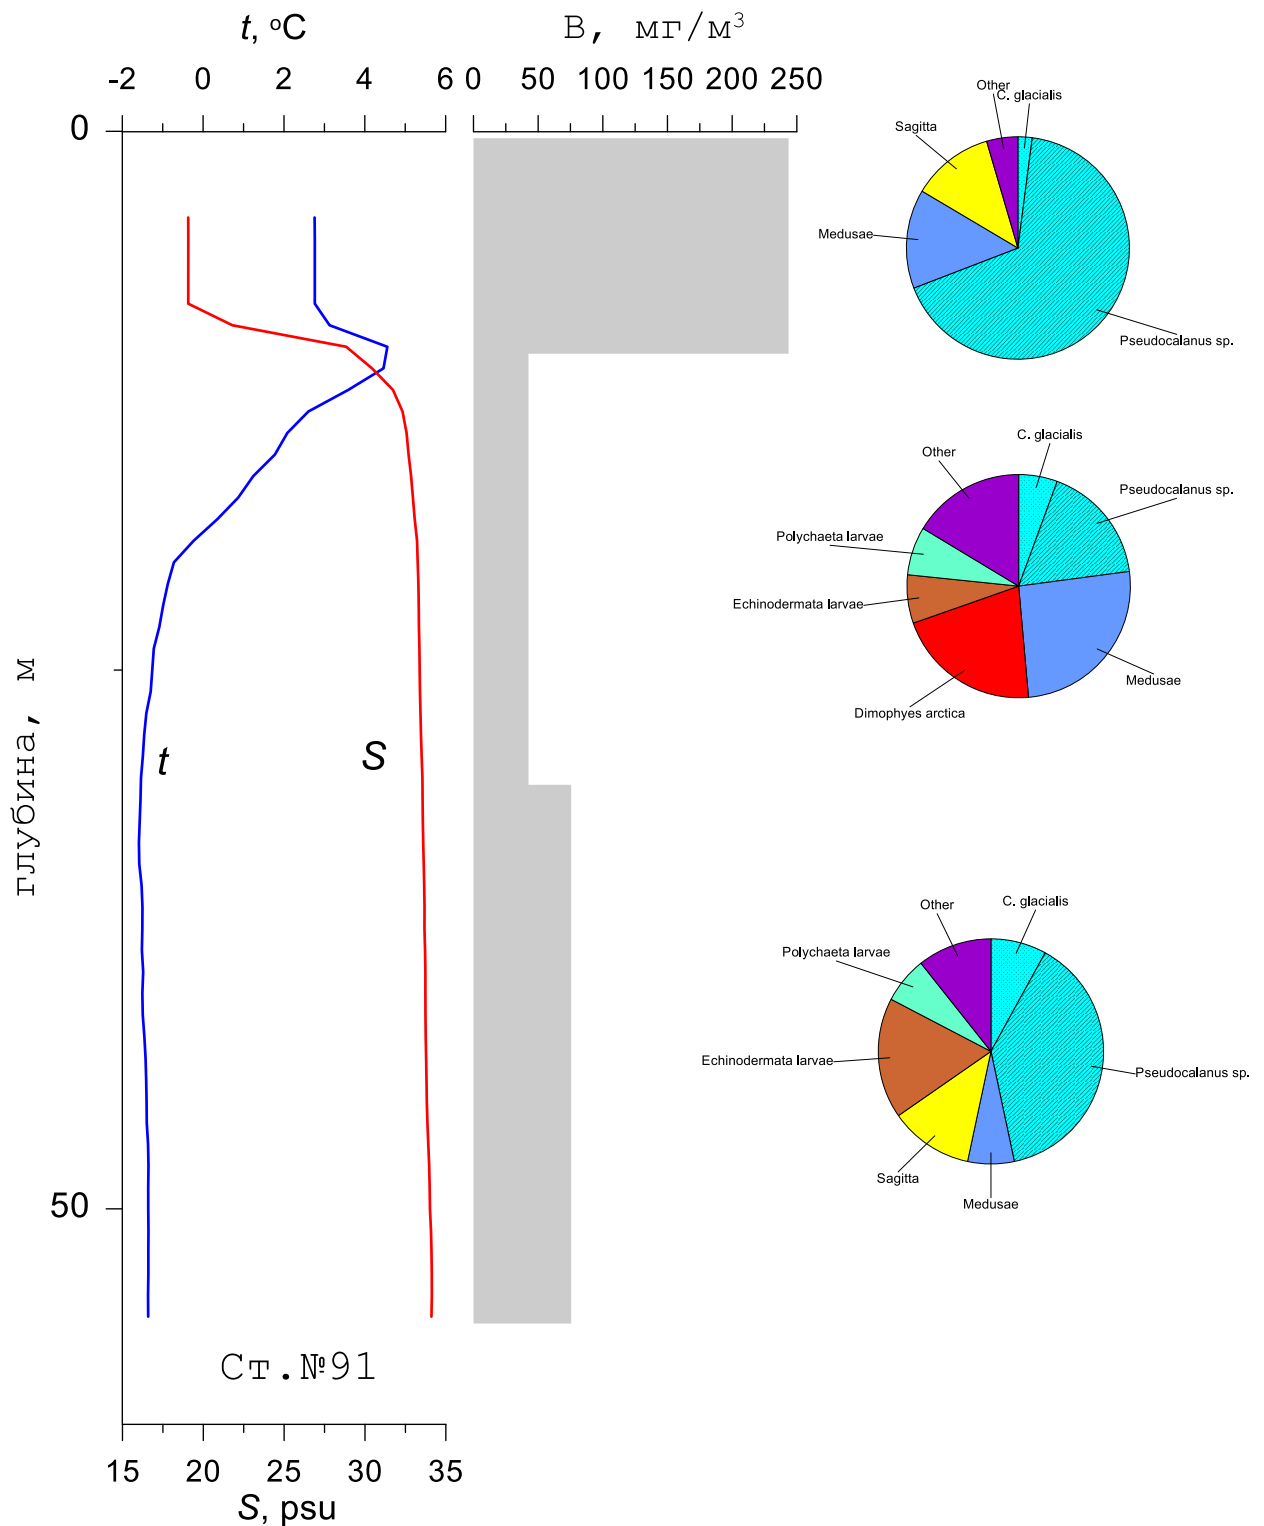 t, °C
В, мг/м³
-2 0 2 4 6
0 50 100 150 200 250
0
50
глубина, м
t
S
Ст.№91
15 20 25 30 35
S, psu
Other
C. glacialis
Sagitta
Medusae
Pseudocalanus sp.
C. glacialis
Other
Pseudocalanus sp.
Polychaeta larvae
Echinodermata larvae
Medusae
Dimophyes arctica
Other
C. glacialis
Polychaeta larvae
Echinodermata larvae
Pseudocalanus sp.
Sagitta
Medusae